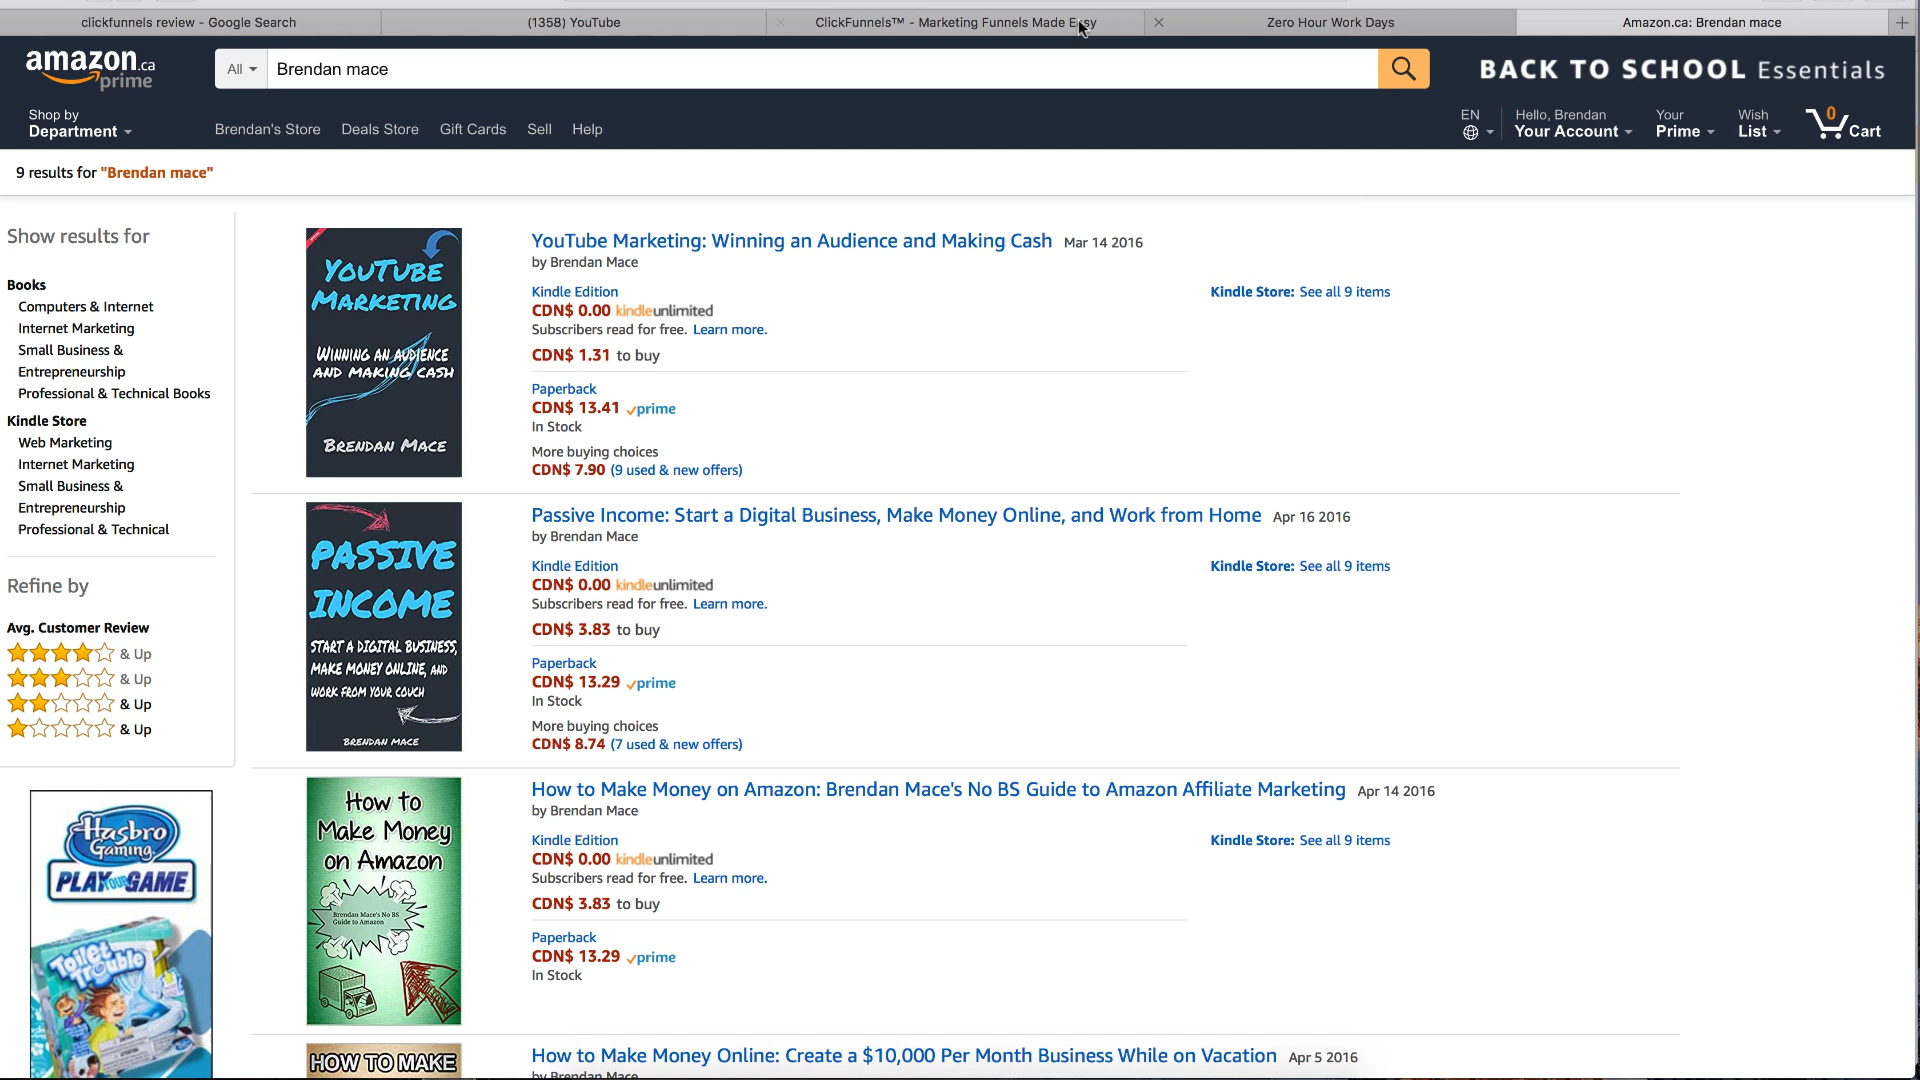 clickfunnels review - Google Search
(1358) YouTube
ClickFunnels™ - Marketing Funnels Made Easy
Zero Hour Work Days
Amazon.ca: Brendan mace
amazon.ca
prime
All
Brendan mace
BACK TO SCHOOL Essentials
Shop by
Department
Brendan's Store
Deals Store
Gift Cards
Sell
Help
EN
Hello, Brendan
Your Account
Your
Prime
Wish
List
0
Cart
9 results for "Brendan mace"
Show results for
Books
Computers & Internet
Internet Marketing
Small Business &
Entrepreneurship
Professional & Technical Books
Kindle Store
Web Marketing
Internet Marketing
Small Business &
Entrepreneurship
Professional & Technical
Refine by
Avg. Customer Review
& Up
& Up
& Up
& Up
Hasbro
Gaming
PLAY YOUR GAME
Toilet
Trouble
YouTube
Marketing
Winning an audience
and making cash
Brendan Mace
YouTube Marketing: Winning an Audience and Making Cash Mar 14 2016
by Brendan Mace
Kindle Edition
CDN$ 0.00 kindleunlimited
Subscribers read for free. Learn more.
CDN$ 1.31 to buy
Paperback
CDN$ 13.41 prime
In Stock
More buying choices
CDN$ 7.90 (9 used & new offers)
Kindle Store: See all 9 items
PASSIVE
INCOME
START A DIGITAL BUSINESS,
MAKE MONEY ONLINE, AND
WORK FROM YOUR COUCH
BRENDAN MACE
Passive Income: Start a Digital Business, Make Money Online, and Work from Home Apr 16 2016
by Brendan Mace
Kindle Edition
CDN$ 0.00 kindleunlimited
Subscribers read for free. Learn more.
CDN$ 3.83 to buy
Paperback
CDN$ 13.29 prime
In Stock
More buying choices
CDN$ 8.74 (7 used & new offers)
Kindle Store: See all 9 items
How to
Make Money
on Amazon
Brendan Mace's No BS
Guide to Amazon
How to Make Money on Amazon: Brendan Mace's No BS Guide to Amazon Affiliate Marketing Apr 14 2016
by Brendan Mace
Kindle Edition
CDN$ 0.00 kindleunlimited
Subscribers read for free. Learn more.
CDN$ 3.83 to buy
Paperback
CDN$ 13.29 prime
In Stock
Kindle Store: See all 9 items
HOW TO MAKE
How to Make Money Online: Create a $10,000 Per Month Business While on Vacation Apr 5 2016
by Brendan Mace